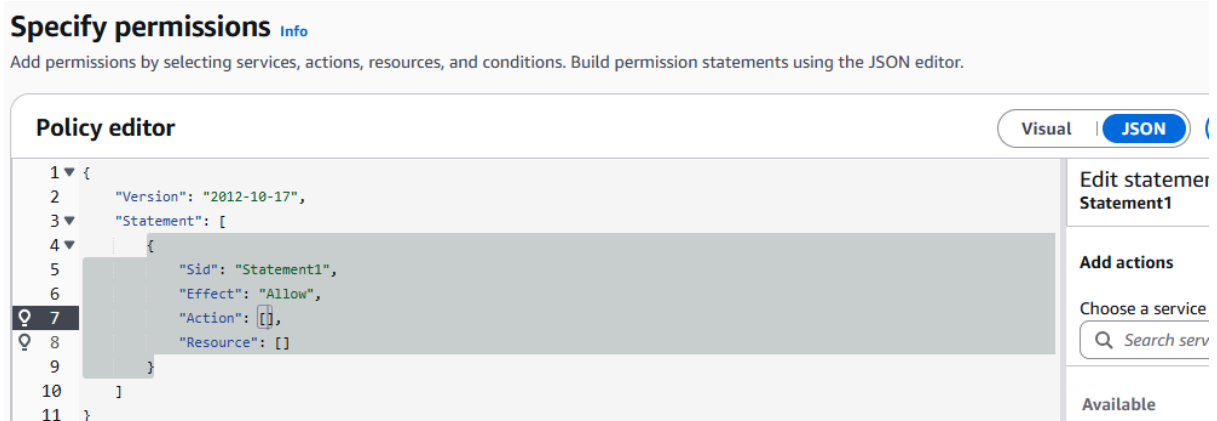 Specify permissions Info
Add permissions by selecting services, actions, resources, and conditions. Build permission statements using the JSON editor.
Policy editor
Visual | JSON
1 {
2 "Version": "2012-10-17",
3 "Statement": [
4 {
5 "Sid": "Statement1",
6 "Effect": "Allow",
7 "Action": [],
8 "Resource": []
9 }
10 ]
11 }
Edit
Statement1
Add actions
Choose a service
Search
Available